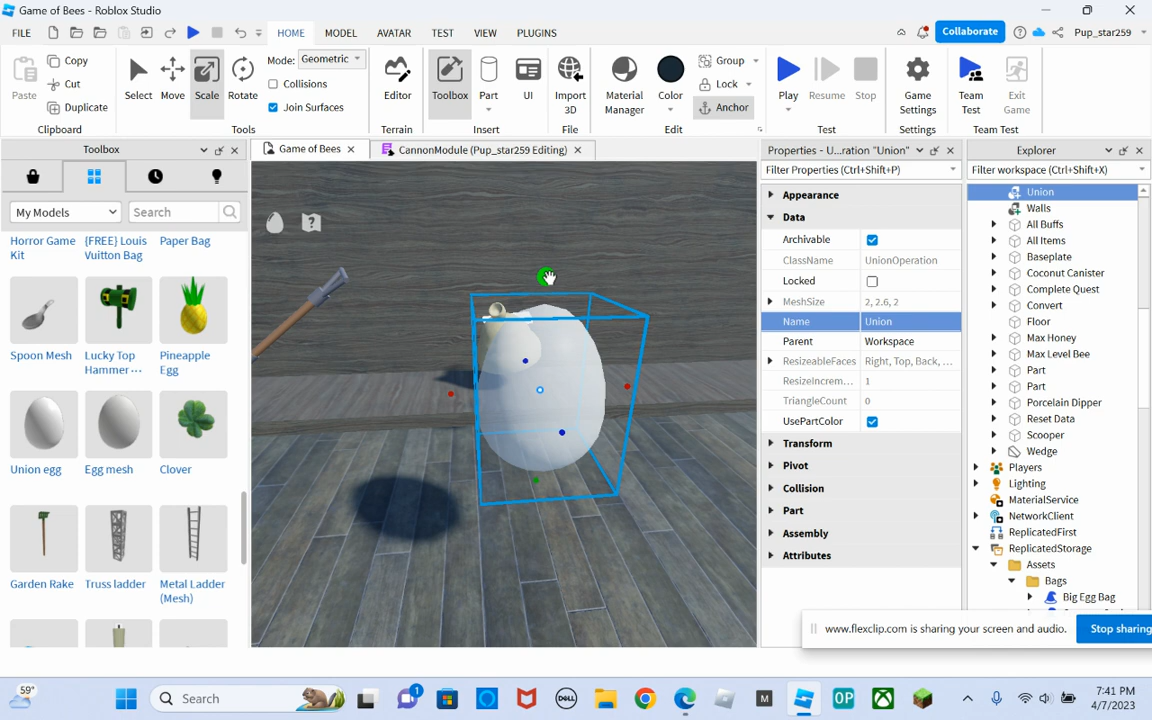 Game of Bees - Roblox Studio
FILE HOME MODEL AVATAR TEST VIEW PLUGINS Collaborate Pup_star259
Paste Copy Cut Duplicate Select Move Scale Rotate Mode: Geometric Collisions Join Surfaces Editor Toolbox Part UI Import 3D Material Manager Color Group Lock Anchor Play Resume Stop Game Settings Team Test Exit Game
Clipboard Tools Terrain Insert File Edit Test Settings Team Test
Toolbox
My Models Search
Horror Game Kit
{FREE} Louis Vuitton Bag
Paper Bag
Spoon Mesh
Lucky Top Hammer ···
Pineapple Egg
Union egg
Egg mesh
Clover
Garden Rake
Truss ladder
Metal Ladder (Mesh)
Game of Bees
CannonModule (Pup_star259 Editing)
?
Properties - U...ration "Union"
Filter Properties (Ctrl+Shift+P)
Appearance
Data
Archivable
ClassName UnionOperation
Locked
MeshSize 2, 2.6, 2
Name Union
Parent Workspace
ResizeableFaces Right, Top, Back, ...
ResizeIncrem... 1
TriangleCount 0
UsePartColor
Transform
Pivot
Collision
Part
Assembly
Attributes
Explorer
Filter workspace (Ctrl+Shift+X)
Union
Walls
All Buffs
All Items
Baseplate
Coconut Canister
Complete Quest
Convert
Floor
Max Honey
Max Level Bee
Part
Part
Porcelain Dipper
Reset Data
Scooper
Wedge
Players
Lighting
MaterialService
NetworkClient
ReplicatedFirst
ReplicatedStorage
Assets
Bags
Big Egg Bag
www.flexclip.com is sharing your screen and audio. Stop sharing
59°
Search
1
DELL
M
OP
7:41 PM
4/7/2023